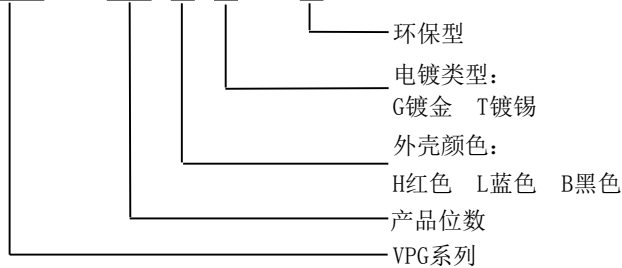 环保型
电镀类型：
G镀金 T镀锡
外壳颜色：
H红色 L蓝色 B黑色
产品位数
VPG系列